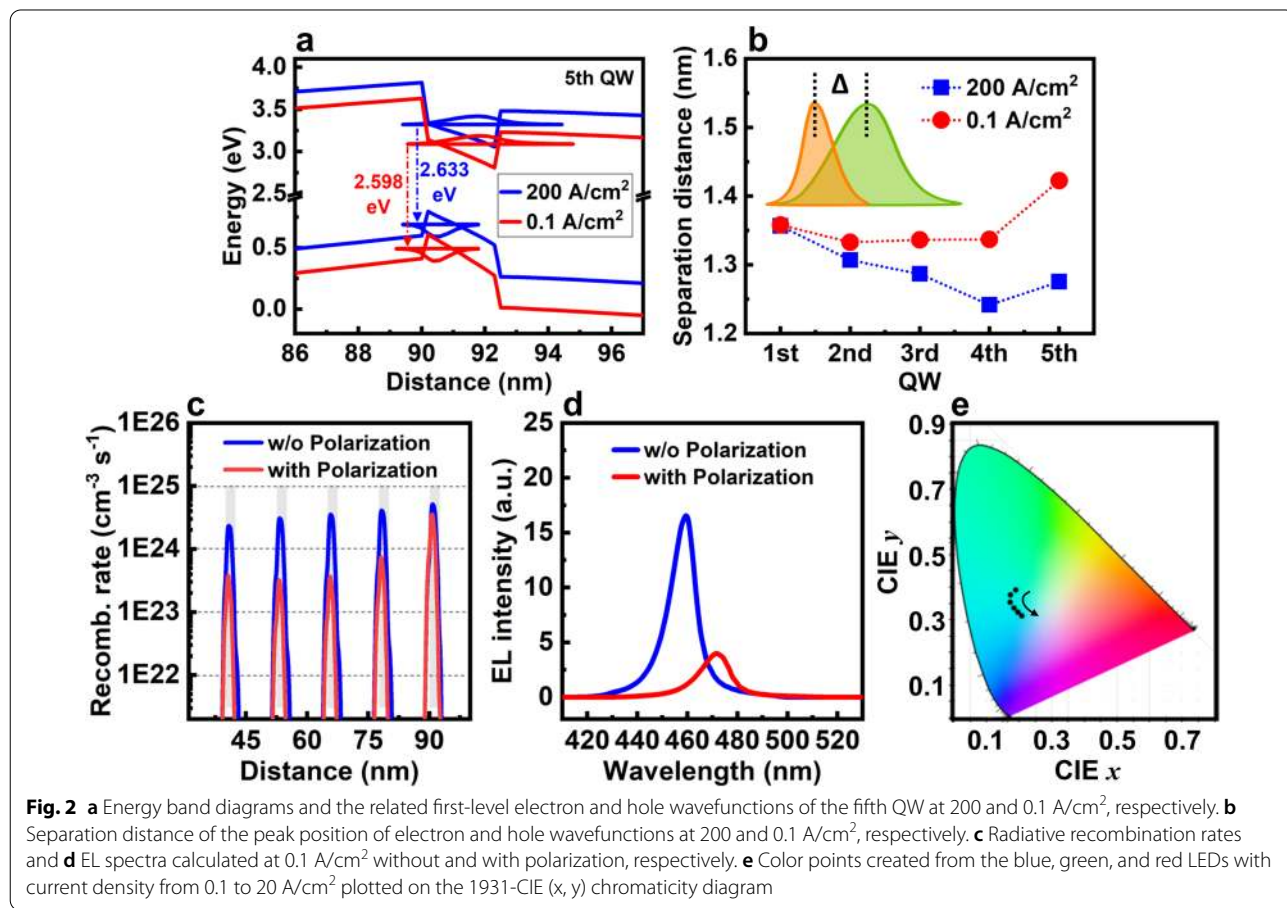 a
5th QW
4.0
3.5
3.0
2.5
0.5
0.0
Energy (eV)
2.598
eV
2.633
eV
200 A/cm²
0.1 A/cm²
86 88 90 92 94 96
Distance (nm)
b
Δ
200 A/cm²
0.1 A/cm²
1.6
1.5
1.4
1.3
1.2
Separation distance (nm)
1st 2nd 3rd 4th 5th
QW
c
w/o Polarization
with Polarization
1E26
1E25
1E24
1E23
1E22
Recomb. rate (cm⁻³ s⁻¹)
45 60 75 90
Distance (nm)
d
w/o Polarization
with Polarization
25
20
15
10
5
0
EL intensity (a.u.)
420 440 460 480 500 520
Wavelength (nm)
e
0.9
0.7
0.5
0.3
0.1
CIE y
0.1 0.3 0.5 0.7
CIE x
Fig. 2 a Energy band diagrams and the related first-level electron and hole wavefunctions of the fifth QW at 200 and 0.1 A/cm², respectively. b
Separation distance of the peak position of electron and hole wavefunctions at 200 and 0.1 A/cm², respectively. c Radiative recombination rates
and d EL spectra calculated at 0.1 A/cm² without and with polarization, respectively. e Color points created from the blue, green, and red LEDs with
current density from 0.1 to 20 A/cm² plotted on the 1931-CIE (x, y) chromaticity diagram